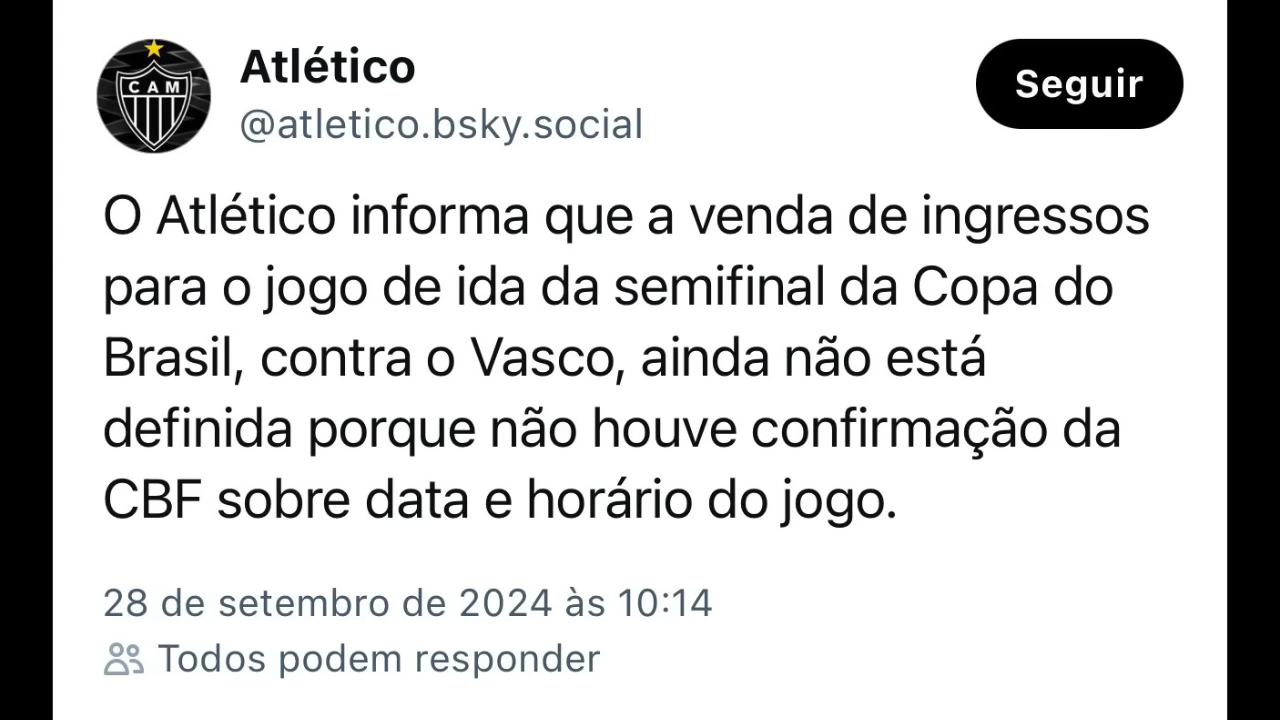 CAM
Atlético
@atletico.bsky.social
Seguir
O Atlético informa que a venda de ingressos
para o jogo de ida da semifinal da Copa do
Brasil, contra o Vasco, ainda não está
definida porque não houve confirmação da
CBF sobre data e horário do jogo.
28 de setembro de 2024 às 10:14
Todos podem responder